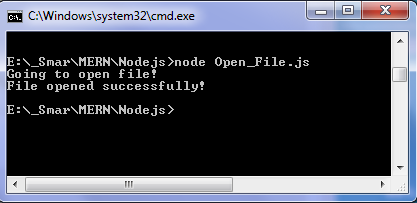 C:\Windows\system32\cmd.exe
E:\_Smar\MERN\Nodejs>node Open_File.js
Going to open file!
File opened successfully!
E:\_Smar\MERN\Nodejs>